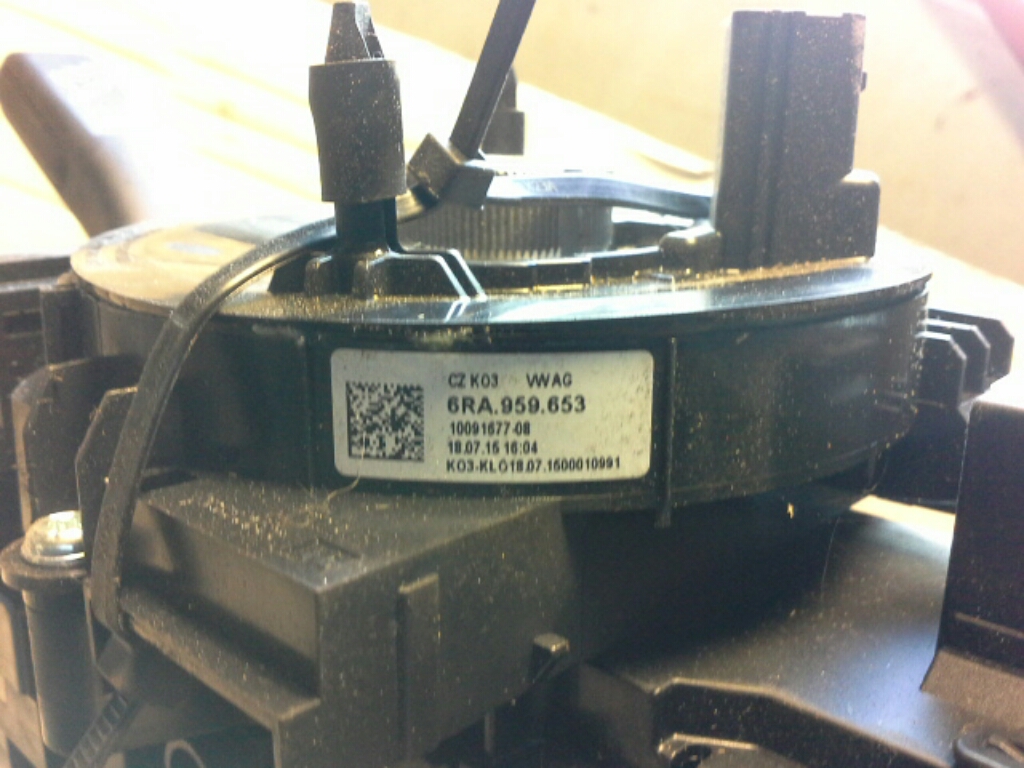 CZ K03 VWAG
6RA.959.653
10091677-08
18.07.15 16:04
K03-KLO18.07.1500010991